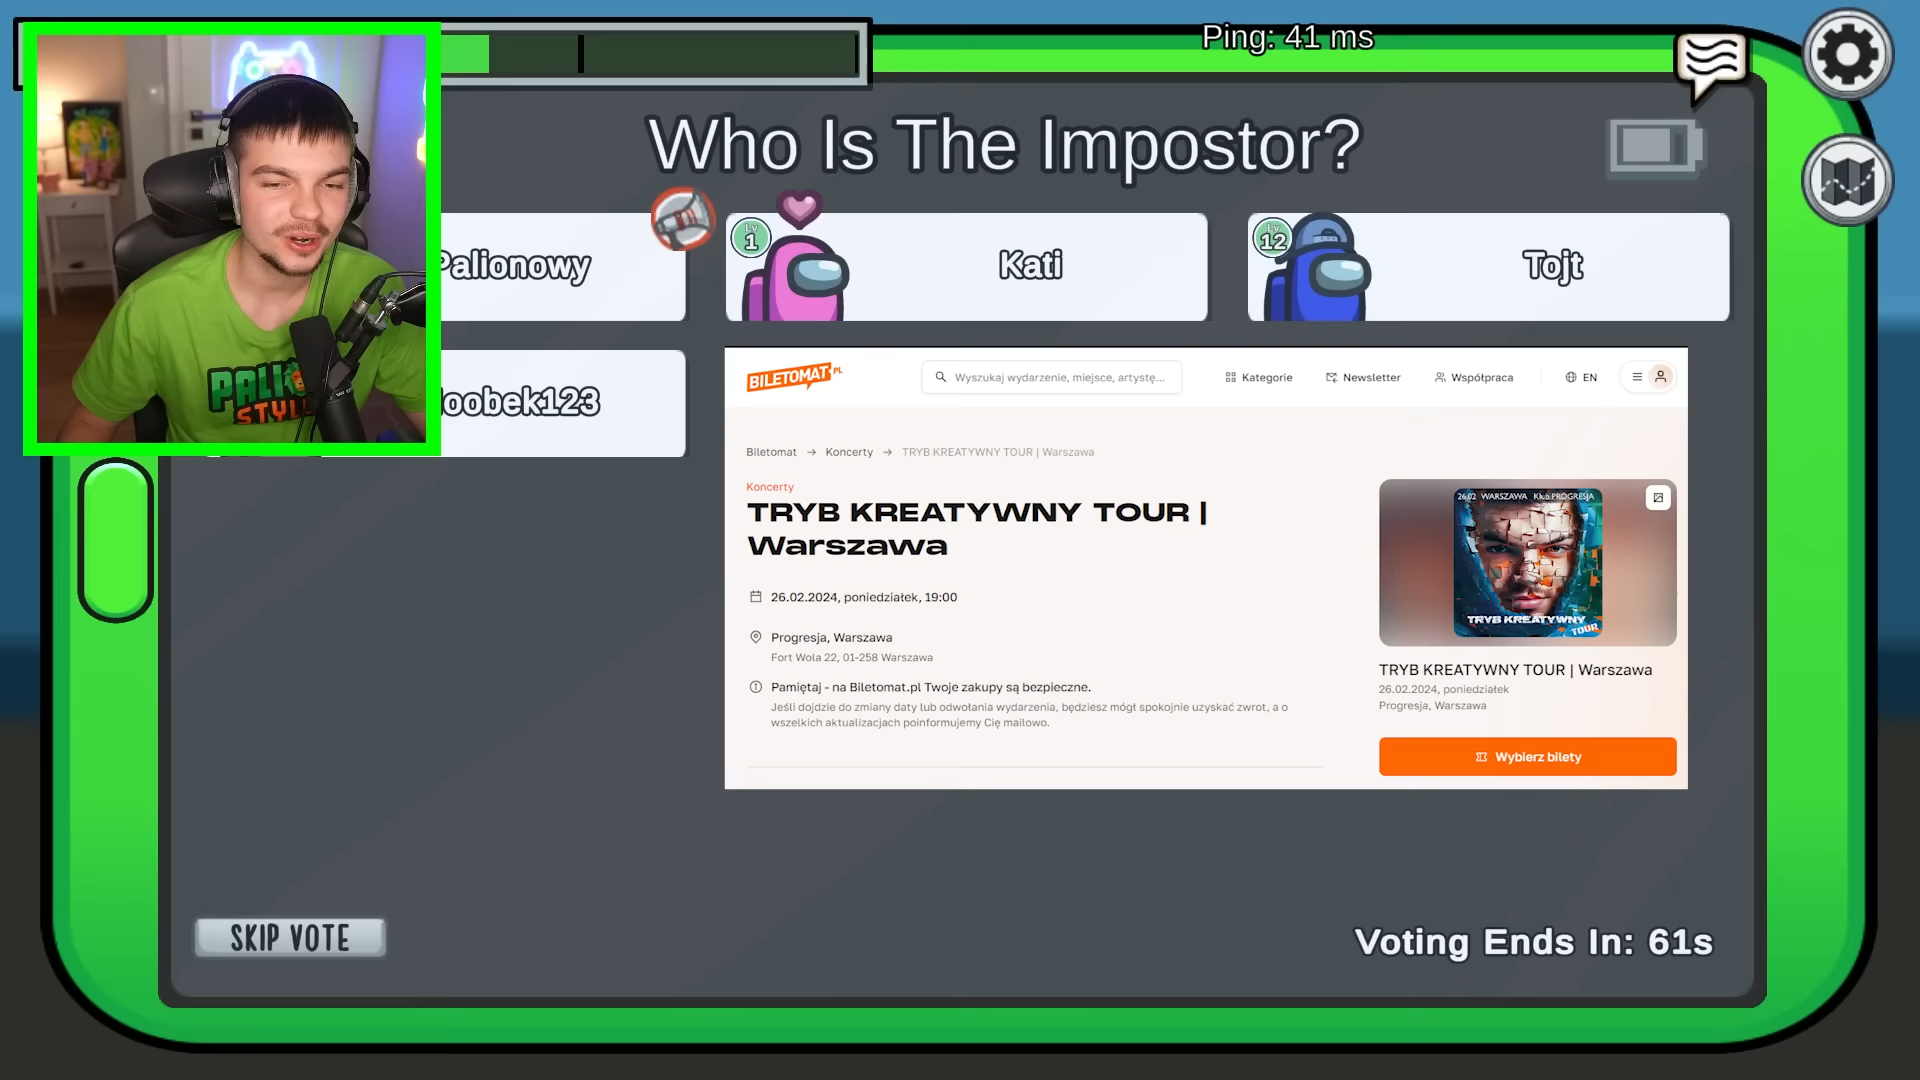 Ping: 41 ms
Who Is The Impostor?
Palionowy
Lv 1
Kati
Lv 12
Tojt
oobek123
PALI
STYL
BILETOMAT.PL
Wyszukaj wydarzenie, miejsce, artystę...
Kategorie
Newsletter
Współpraca
EN
Biletomat → Koncerty → TRYB KREATYWNY TOUR | Warszawa
Koncerty
TRYB KREATYWNY TOUR |
Warszawa
26.02.2024, poniedziałek, 19:00
Progresja, Warszawa
Fort Wola 22, 01-258 Warszawa
Pamiętaj - na Biletomat.pl Twoje zakupy są bezpieczne.
Jeśli dojdzie do zmiany daty lub odwołania wydarzenia, będziesz mógł spokojnie uzyskać zwrot, a o
wszelkich aktualizacjach poinformujemy Cię mailowo.
26.02 WARSZAWA Klub PROGRESJA
TRYB KREATYWNY
TOUR
TRYB KREATYWNY TOUR | Warszawa
26.02.2024, poniedziałek
Progresja, Warszawa
Wybierz bilety
SKIP VOTE
Voting Ends In: 61s